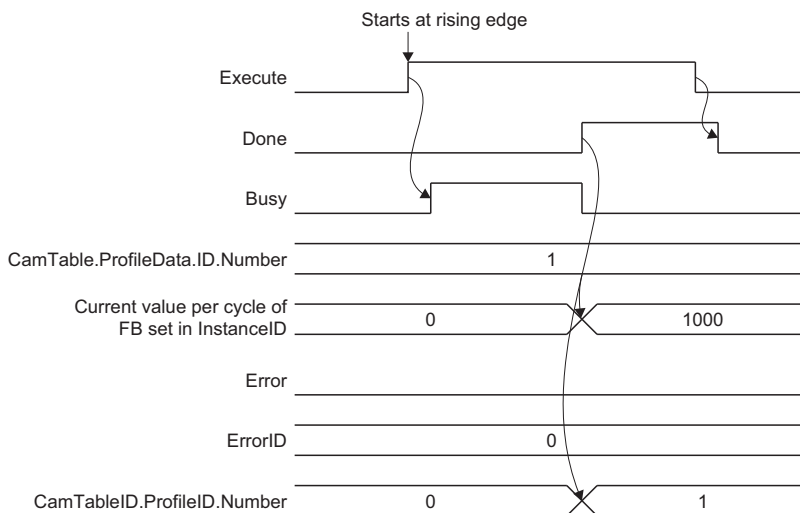 Starts at rising edge
Execute
Done
Busy
CamTable.ProfileData.ID.Number
1
Current value per cycle of
FB set in InstanceID
0
1000
Error
ErrorID
0
CamTableID.ProfileID.Number
0
1